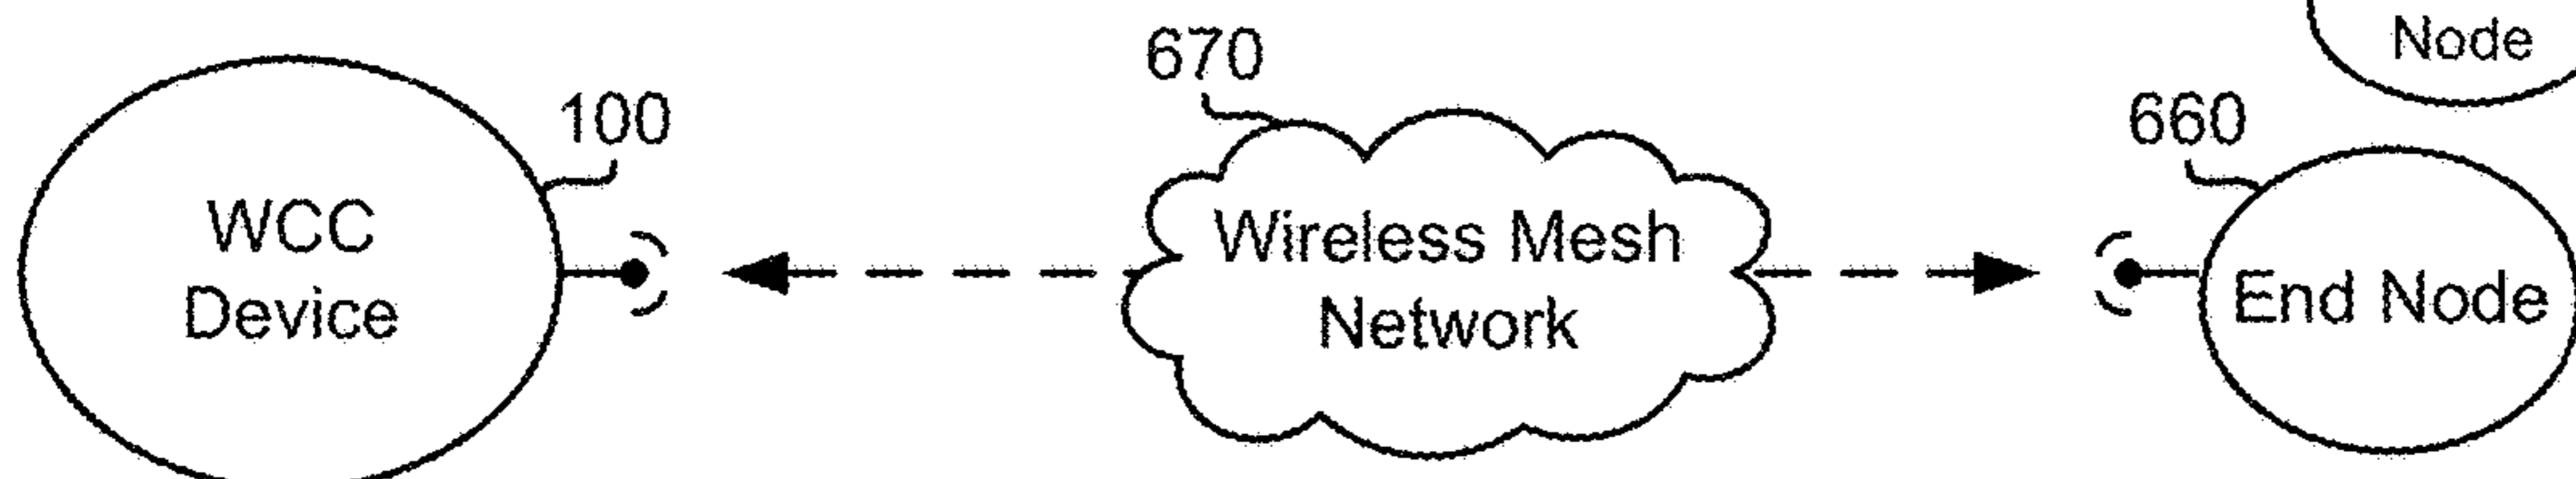 Node
670
100
660
WCC
Device
Wireless Mesh
Network
End Node